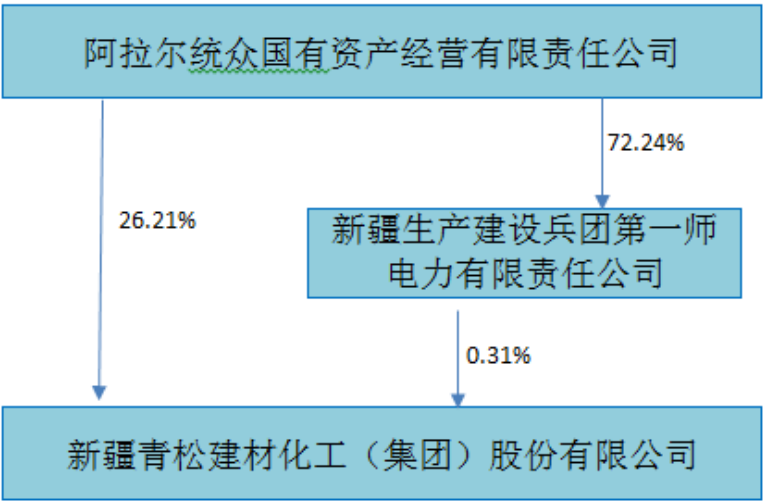 阿拉尔统众国有资产经营有限责任公司
72.24%
26.21%
新疆生产建设兵团第一师
电力有限责任公司
0.31%
新疆青松建材化工（集团）股份有限公司